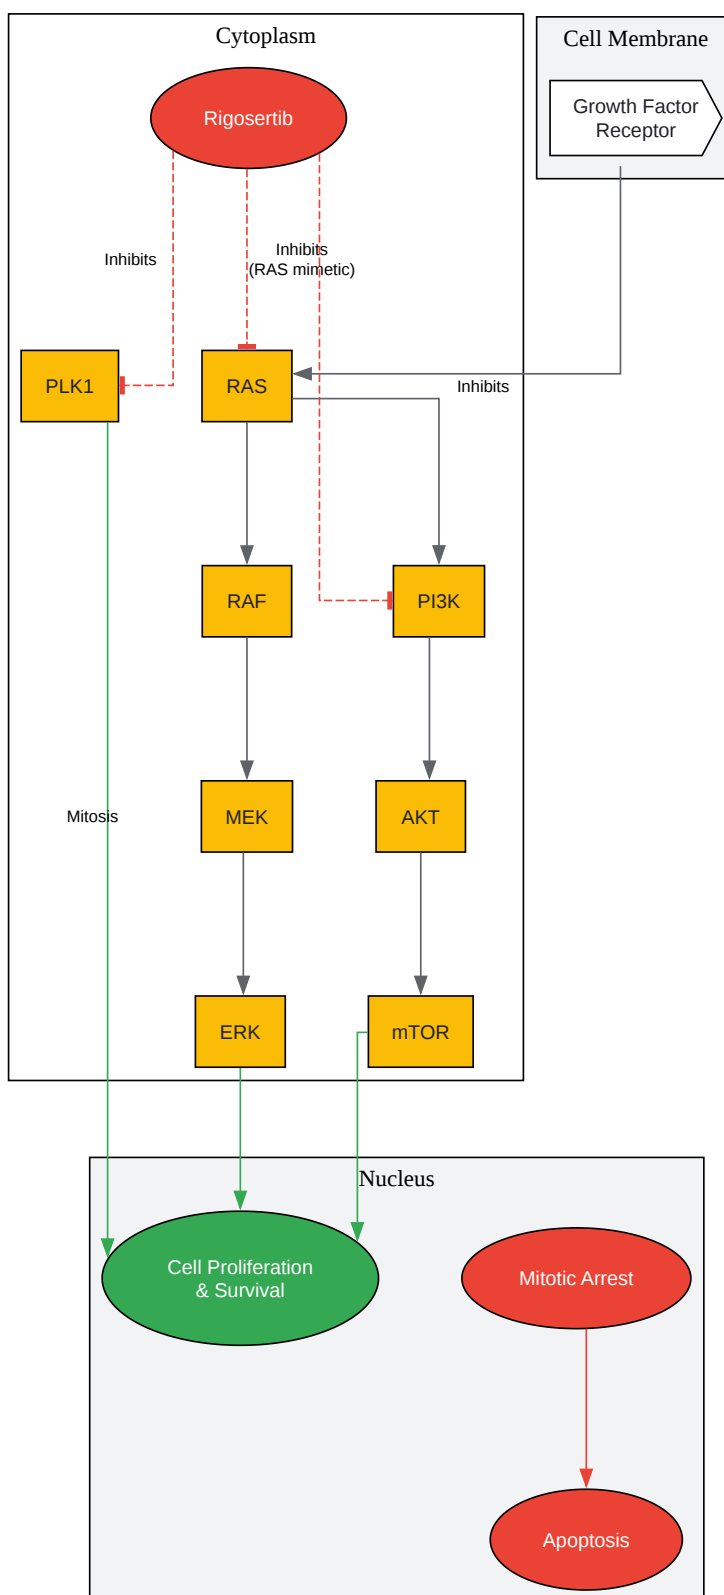 Cytoplasm
Cell Membrane
Rigosertib
Growth Factor
Receptor
Inhibits
Inhibits
(RAS mimetic)
PLK1
RAS
Inhibits
RAF
PI3K
Mitosis
MEK
AKT
ERK
mTOR
Nucleus
Cell Proliferation
& Survival
Mitotic Arrest
Apoptosis